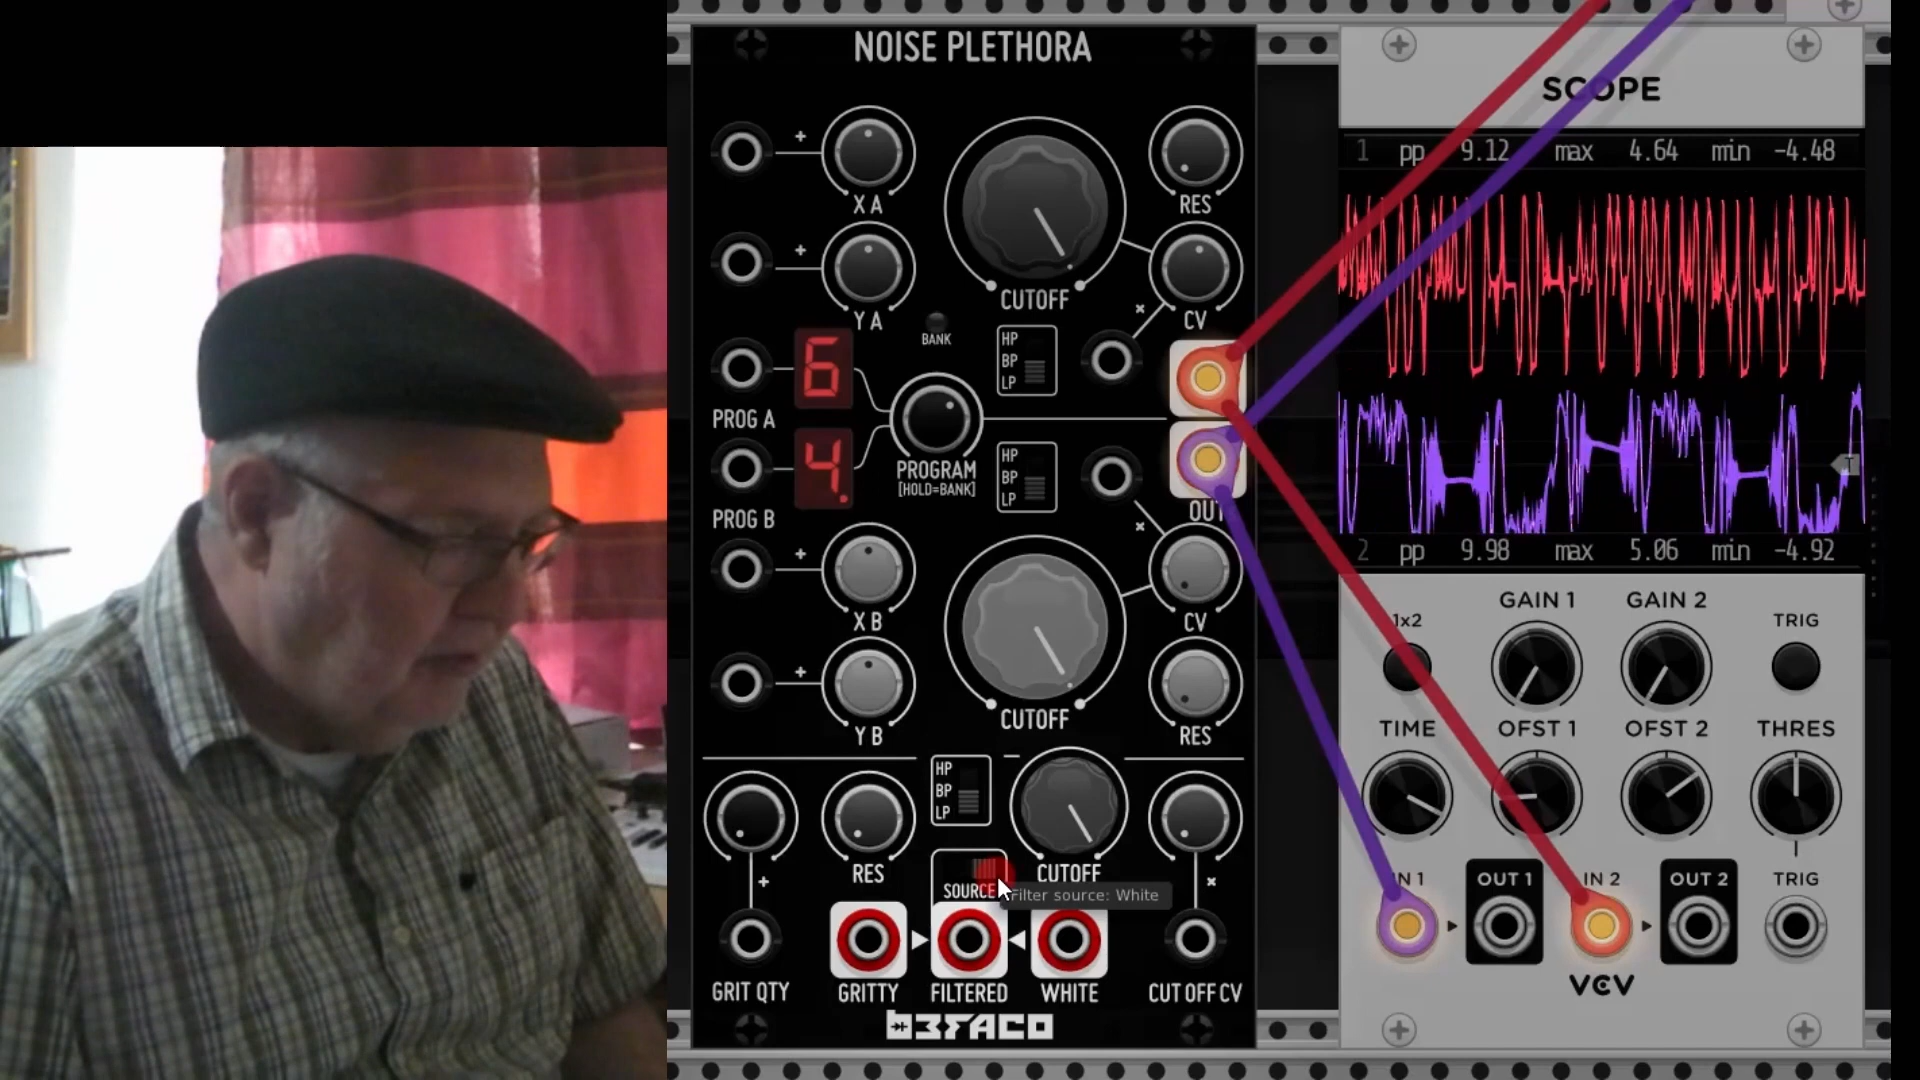 NOISE PLETHORA
+
X A
RES
+
Y A
CUTOFF
CV
BANK
HP
BP
LP
6
PROG A
4.
PROGRAM
[HOLD=BANK]
HP
BP
LP
PROG B
OUT
+
X B
CV
+
Y B
CUTOFF
RES
HP
BP
LP
RES
CUTOFF
SOURCE
Filter source: White
+
GRIT QTY
GRITTY
FILTERED
WHITE
CUT OFF CV
B3FACO
SCOPE
1 pp 9.12 max 4.64 min -4.48
T
2 pp 9.98 max 5.06 min -4.92
GAIN 1
GAIN 2
1x2
TRIG
TIME
OFST 1
OFST 2
THRES
IN 1
OUT 1
IN 2
OUT 2
TRIG
VCV